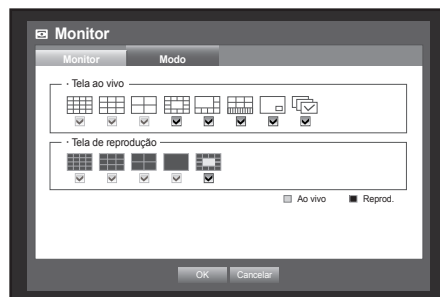 Monitor
Monitor Modo
· Tela ao vivo
· Tela de reprodução
Ao vivo Reprod.
OK Cancelar